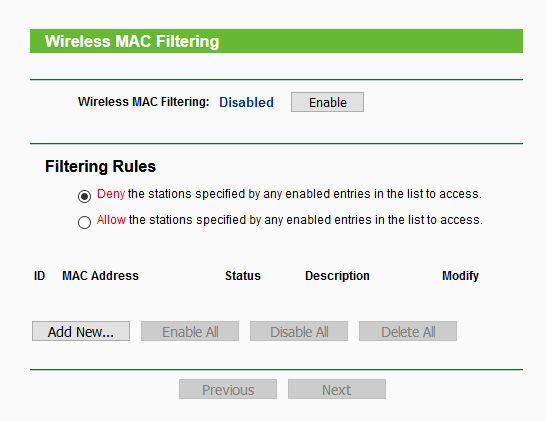 Wireless MAC Filtering
Wireless MAC Filtering: Disabled Enable
Filtering Rules
Deny the stations specified by any enabled entries in the list to access.
Allow the stations specified by any enabled entries in the list to access.
ID MAC Address Status Description Modify
Add New... Enable All Disable All Delete All
Previous Next